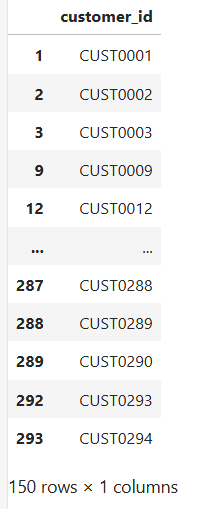 customer_id
1 CUST0001
2 CUST0002
3 CUST0003
9 CUST0009
12 CUST0012
... ...
287 CUST0288
288 CUST0289
289 CUST0290
292 CUST0293
293 CUST0294
150 rows × 1 columns